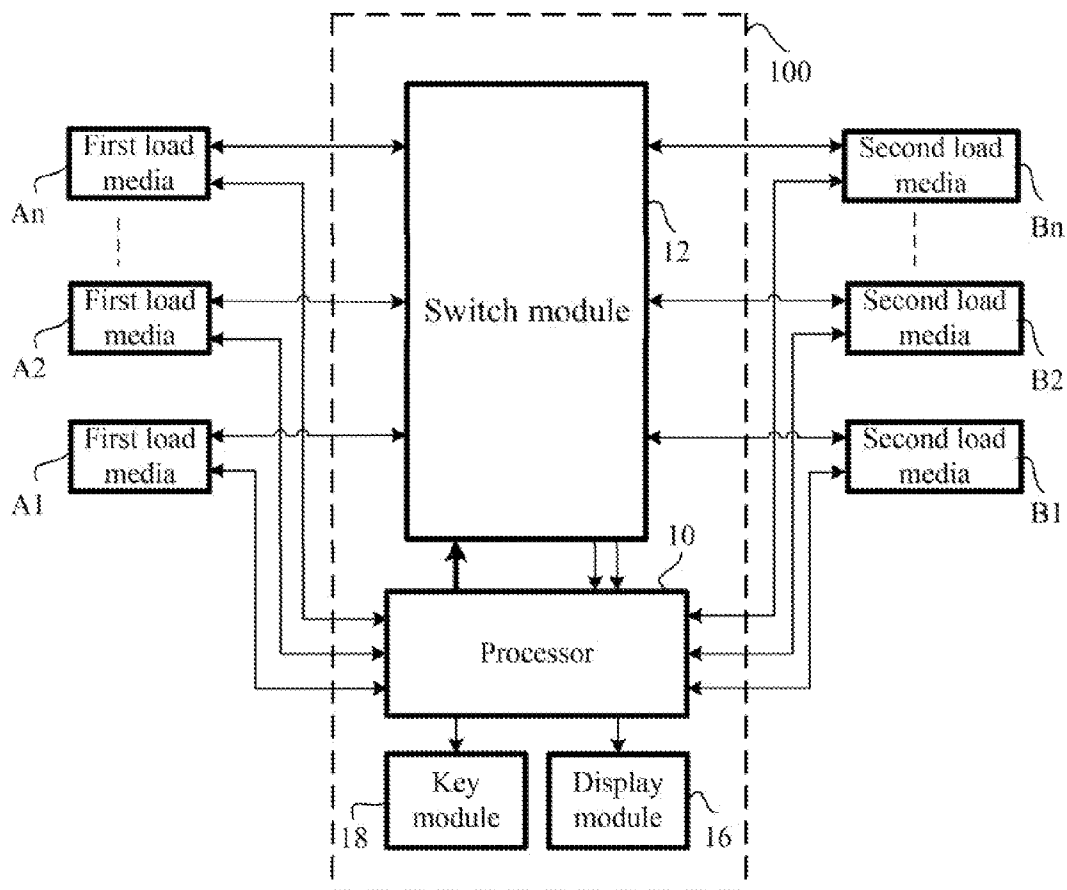 100
First load
media
An
Second load
media
Bn
12
Switch module
First load
media
A2
Second load
media
B2
First load
media
A1
Second load
media
B1
10
Processor
Key
module
18
Display
module
16